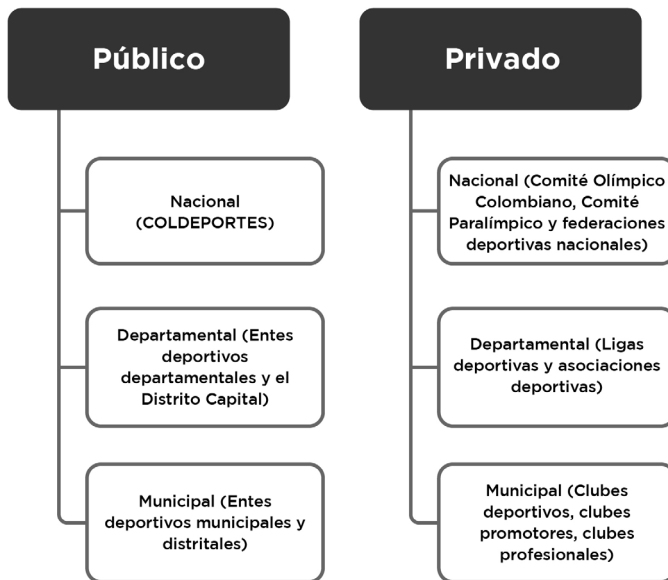 Público
Nacional
(COLDEPORTES)
Departamental (Entes
deportivos
departamentales y el
Distrito Capital)
Municipal (Entes
deportivos municipales y
distritales)
Privado
Nacional (Comité Olímpico
Colombiano, Comité
Paralímpico y federaciones
deportivas nacionales)
Departamental (Ligas
deportivas y asociaciones
deportivas)
Municipal (Clubes
deportivos, clubes
promotores, clubes
profesionales)